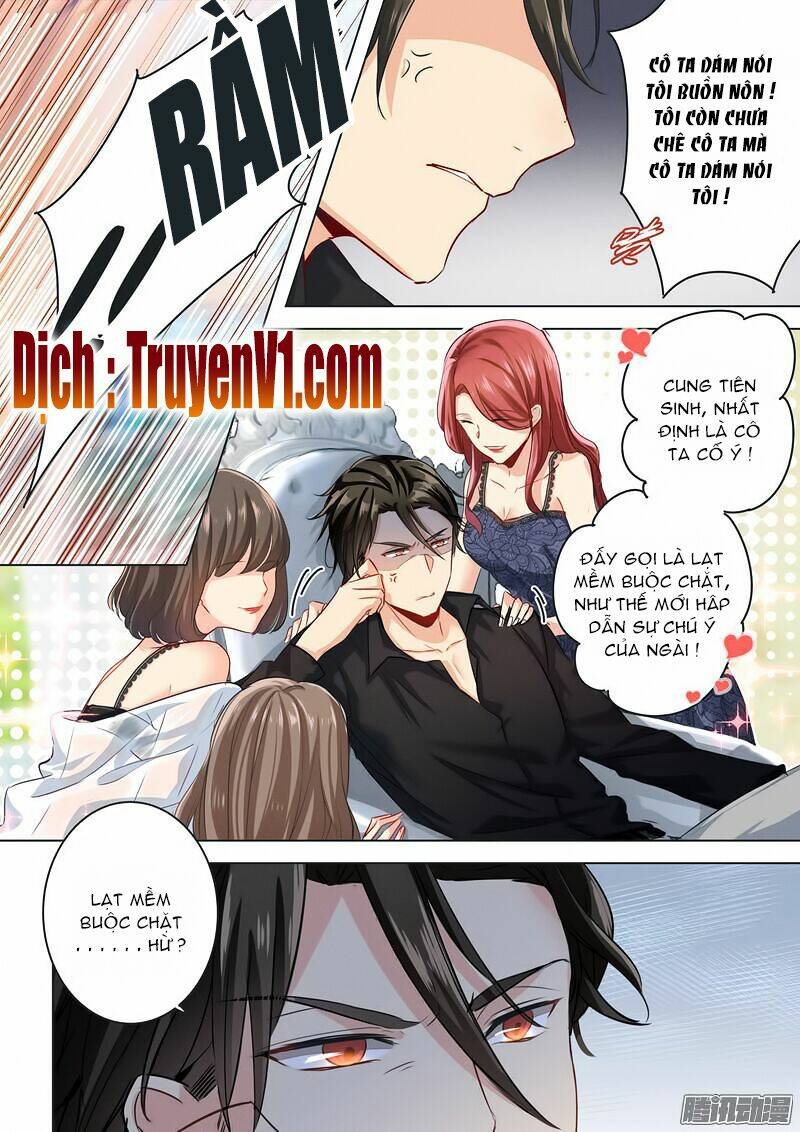 RẦM
CÔ TA DÁM NÓI
TÔI BUỒN NÔN !
TÔI CÒN CHƯA
CHÊ CÔ TA MÀ
CÔ TA DÁM NÓI
TÔI !
Dịch : TruyenV1.com
CUNG TIÊN
SINH, NHẤT
ĐỊNH LÀ CÔ
TA CỐ Ý !
ĐẤY GỌI LÀ LẠT
MỀM BUỘC CHẶT,
NHƯ THẾ MỚI HẤP
DẪN SỰ CHÚ Ý
CỦA NGÀI !
LẠT MỀM
BUỘC CHẶT
. . . . . . HỪ ?
腾讯动漫